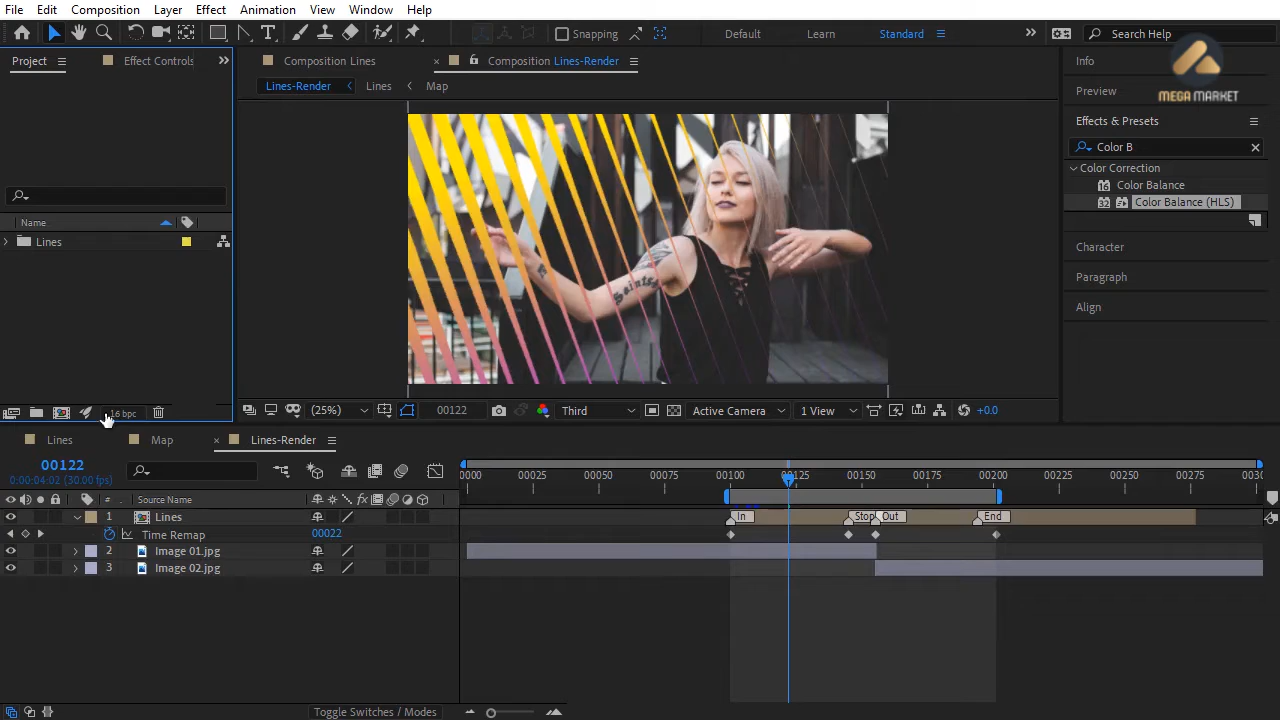 File Edit Composition Layer Effect Animation View Window Help
Snapping Default Learn Standard Search Help
MEGA MARKET
Project Effect Controls Composition Lines Composition Lines-Render Info
Lines-Render Lines Map
Preview
Effects & Presets
Color B
Color Correction
16 Color Balance
32 Color Balance (HLS)
Name
Lines
Character
Paragraph
Align
Saints
16 bpc (25%) 00122 Third Active Camera 1 View +0.0
Lines Map Lines-Render
00122
0:00:04:02 (30.00 fps)
0000 00025 00050 00075 00100 00125 00150 00175 00200 00225 00250 00275 0030
# Source Name fx
1 Lines In Stop Out End
Time Remap 00022
2 Image 01.jpg
3 Image 02.jpg
Toggle Switches / Modes